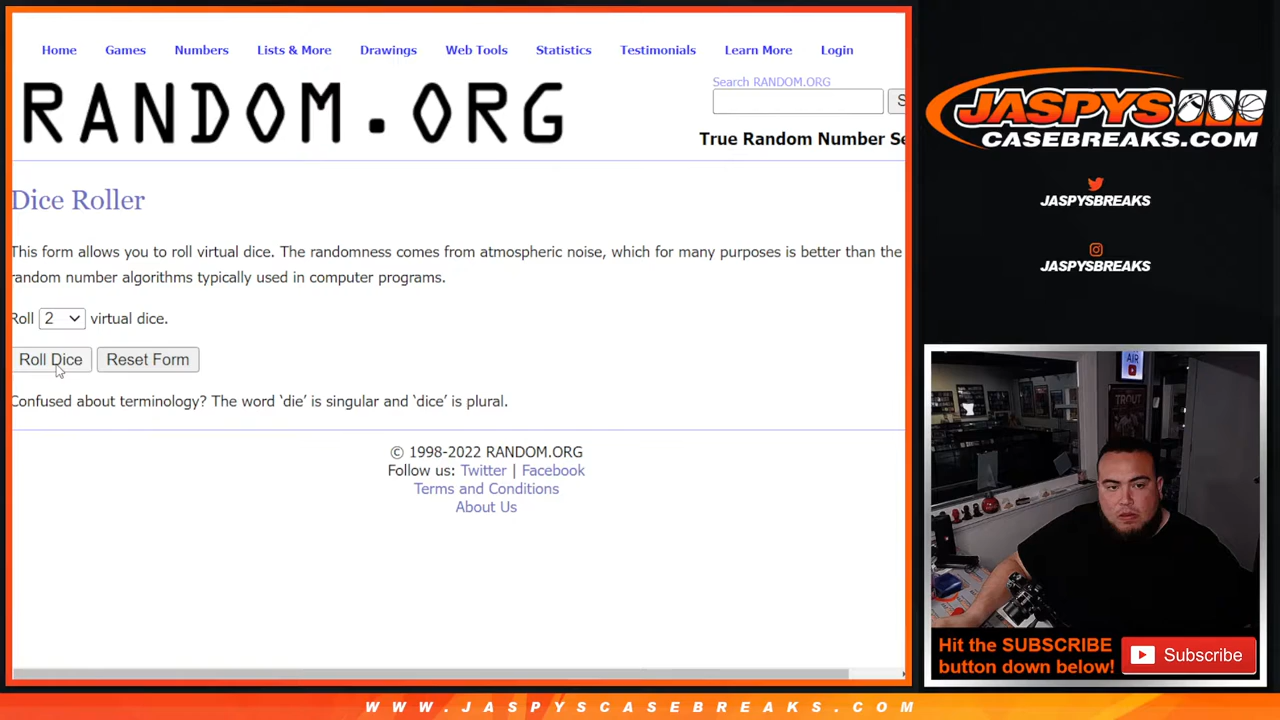 Home Games Numbers Lists & More Drawings Web Tools Statistics Testimonials Learn More Login
RANDOM.ORG
Search RANDOM.ORG
S
True Random Number Se
Dice Roller
This form allows you to roll virtual dice. The randomness comes from atmospheric noise, which for many purposes is better than the
random number algorithms typically used in computer programs.
Roll 2 virtual dice.
Roll Dice Reset Form
Confused about terminology? The word ‘die’ is singular and ‘dice’ is plural.
© 1998-2022 RANDOM.ORG
Follow us: Twitter | Facebook
Terms and Conditions
About Us
JASPYS
CASEBREAKS.COM
JASPYSBREAKS
JASPYSBREAKS
AIR
TROUT
Hit the SUBSCRIBE
button down below!
Subscribe
WWW.JASPYSCASEBREAKS.COM